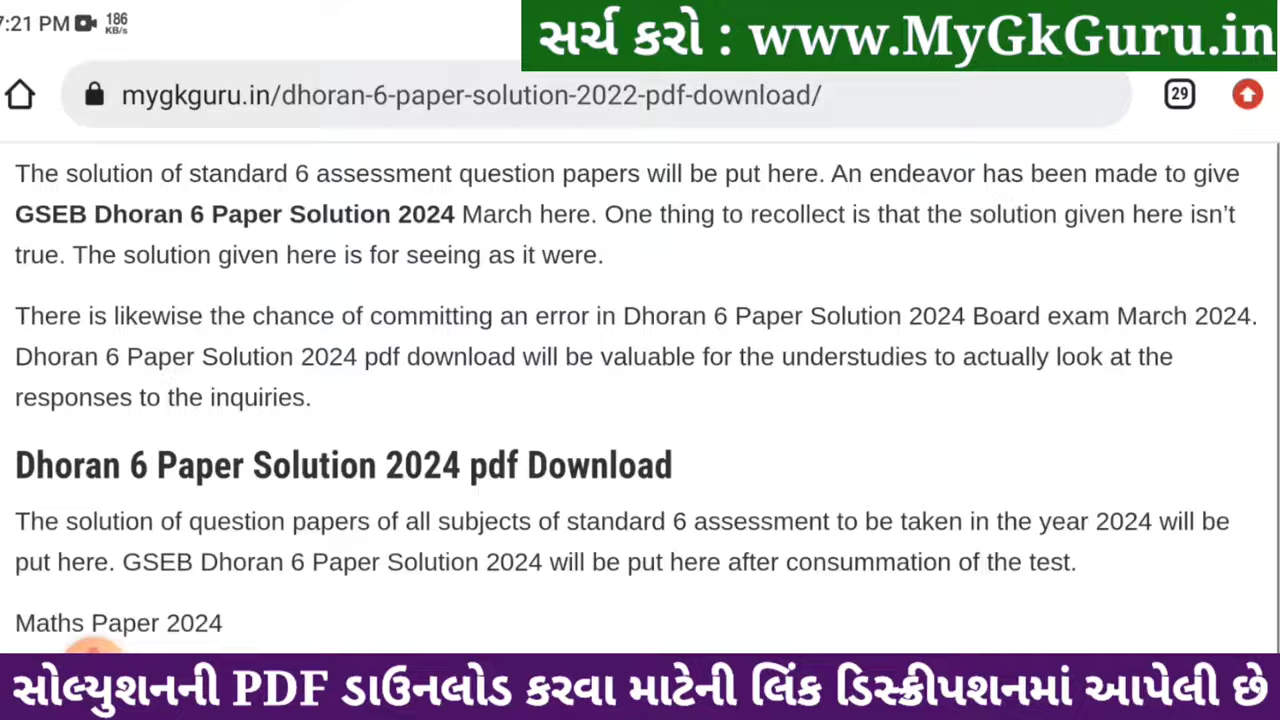 7:21 PM 186 KB/s
સર્ચ કરો : www.MyGkGuru.in
mygkguru.in/dhoran-6-paper-solution-2022-pdf-download/ 29
The solution of standard 6 assessment question papers will be put here. An endeavor has been made to give
GSEB Dhoran 6 Paper Solution 2024 March here. One thing to recollect is that the solution given here isn’t
true. The solution given here is for seeing as it were.
There is likewise the chance of committing an error in Dhoran 6 Paper Solution 2024 Board exam March 2024.
Dhoran 6 Paper Solution 2024 pdf download will be valuable for the understudies to actually look at the
responses to the inquiries.
Dhoran 6 Paper Solution 2024 pdf Download
The solution of question papers of all subjects of standard 6 assessment to be taken in the year 2024 will be
put here. GSEB Dhoran 6 Paper Solution 2024 will be put here after consummation of the test.
Maths Paper 2024
સોલ્યુશનની PDF ડાઉનલોડ કરવા માટેની લિંક ડિસ્ક્રીપશનમાં આપેલી છે